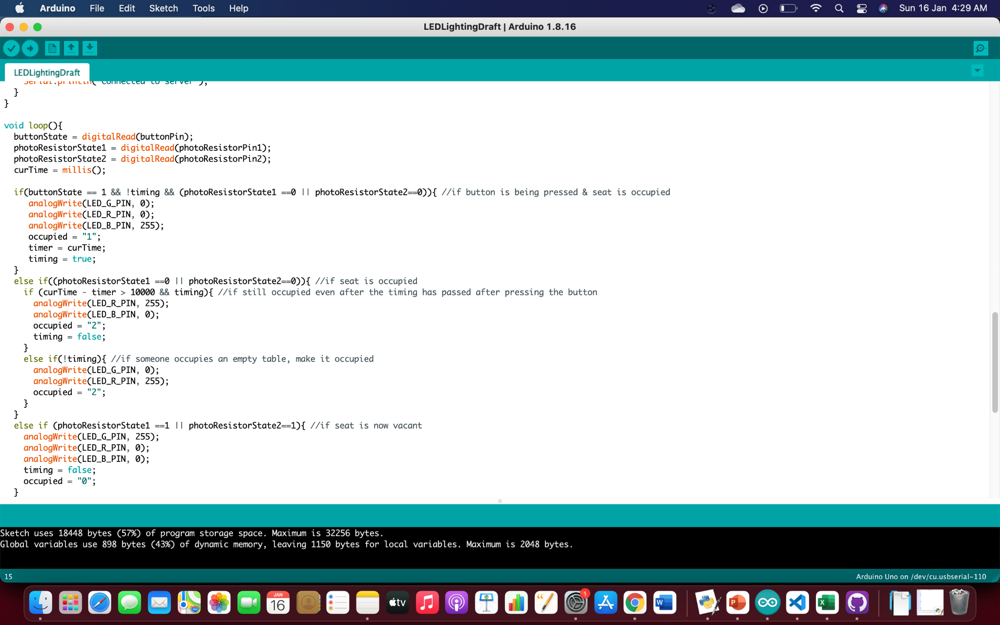 Arduino File Edit Sketch Tools Help Sun 16 Jan 4:29 AM
LEDLightingDraft | Arduino 1.8.16
LEDLightingDraft
Serial.println("Connected to server");
}
}
void loop(){
buttonState = digitalRead(buttonPin);
photoResistorState1 = digitalRead(photoResistorPin1);
photoResistorState2 = digitalRead(photoResistorPin2);
curTime = millis();
if(buttonState == 1 && !timing && (photoResistorState1 ==0 || photoResistorState2==0)){ //if button is being pressed & seat is occupied
analogWrite(LED_G_PIN, 0);
analogWrite(LED_R_PIN, 0);
analogWrite(LED_B_PIN, 255);
occupied = "1";
timer = curTime;
timing = true;
}
else if((photoResistorState1 ==0 || photoResistorState2==0)){ //if seat is occupied
if (curTime - timer > 10000 && timing){ //if still occupied even after the timing has passed after pressing the button
analogWrite(LED_R_PIN, 255);
analogWrite(LED_B_PIN, 0);
occupied = "2";
timing = false;
}
else if(!timing){ //if someone occupies an empty table, make it occupied
analogWrite(LED_G_PIN, 0);
analogWrite(LED_R_PIN, 255);
occupied = "2";
}
}
else if (photoResistorState1 ==1 || photoResistorState2==1){ //if seat is now vacant
analogWrite(LED_G_PIN, 255);
analogWrite(LED_R_PIN, 0);
analogWrite(LED_B_PIN, 0);
timing = false;
occupied = "0";
}
Sketch uses 18448 bytes (57%) of program storage space. Maximum is 32256 bytes.
Global variables use 898 bytes (43%) of dynamic memory, leaving 1150 bytes for local variables. Maximum is 2048 bytes.
15 Arduino Uno on /dev/cu.usbserial-110
JAN
16
280
tv
1
W
P
X